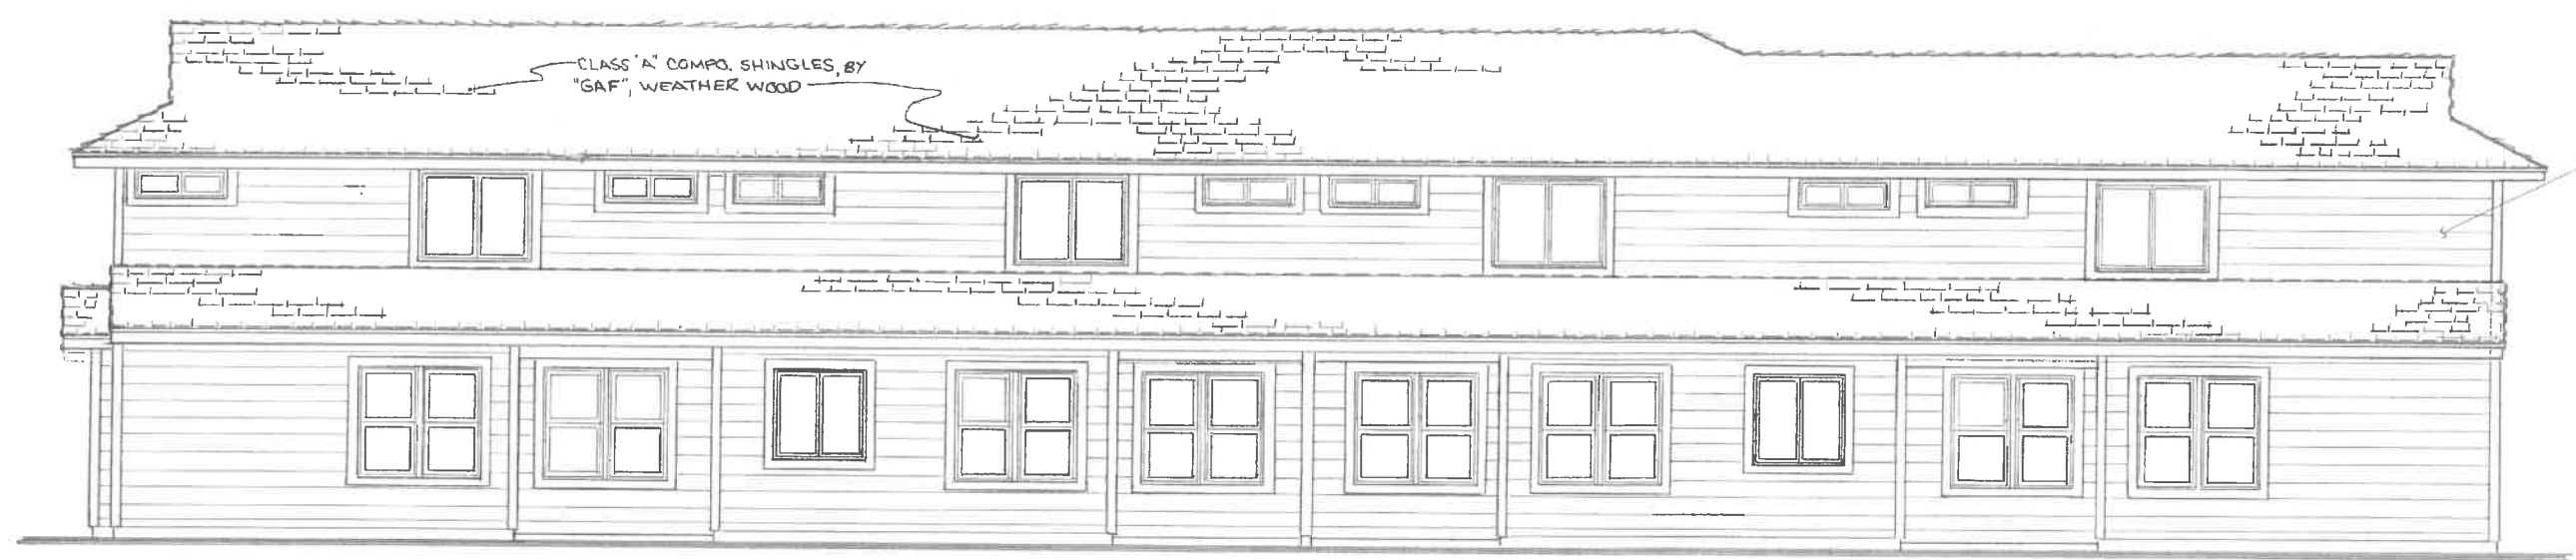 CLASS "A" COMPO. SHINGLES, BY
"GAF", WEATHER WOOD